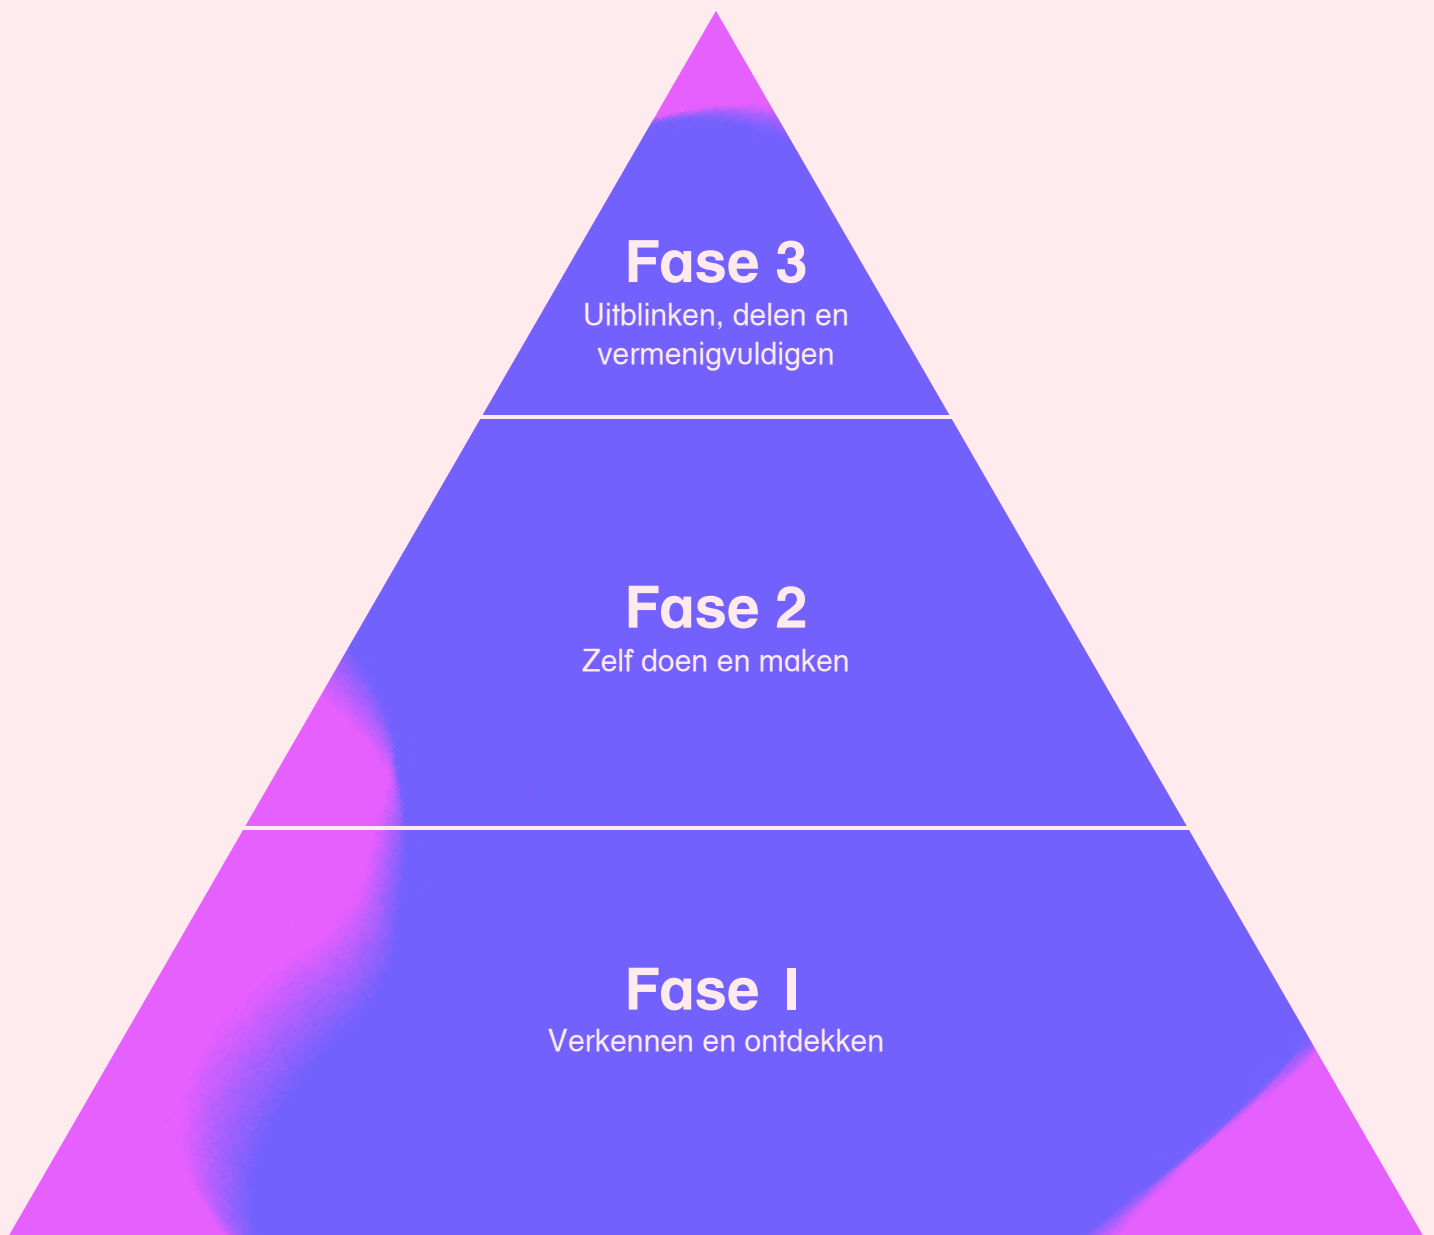 Fase 3
Uitblinken, delen en
vermenigvuldigen
Fase 2
Zelf doen en maken
Fase 1
Verkennen en ontdekken